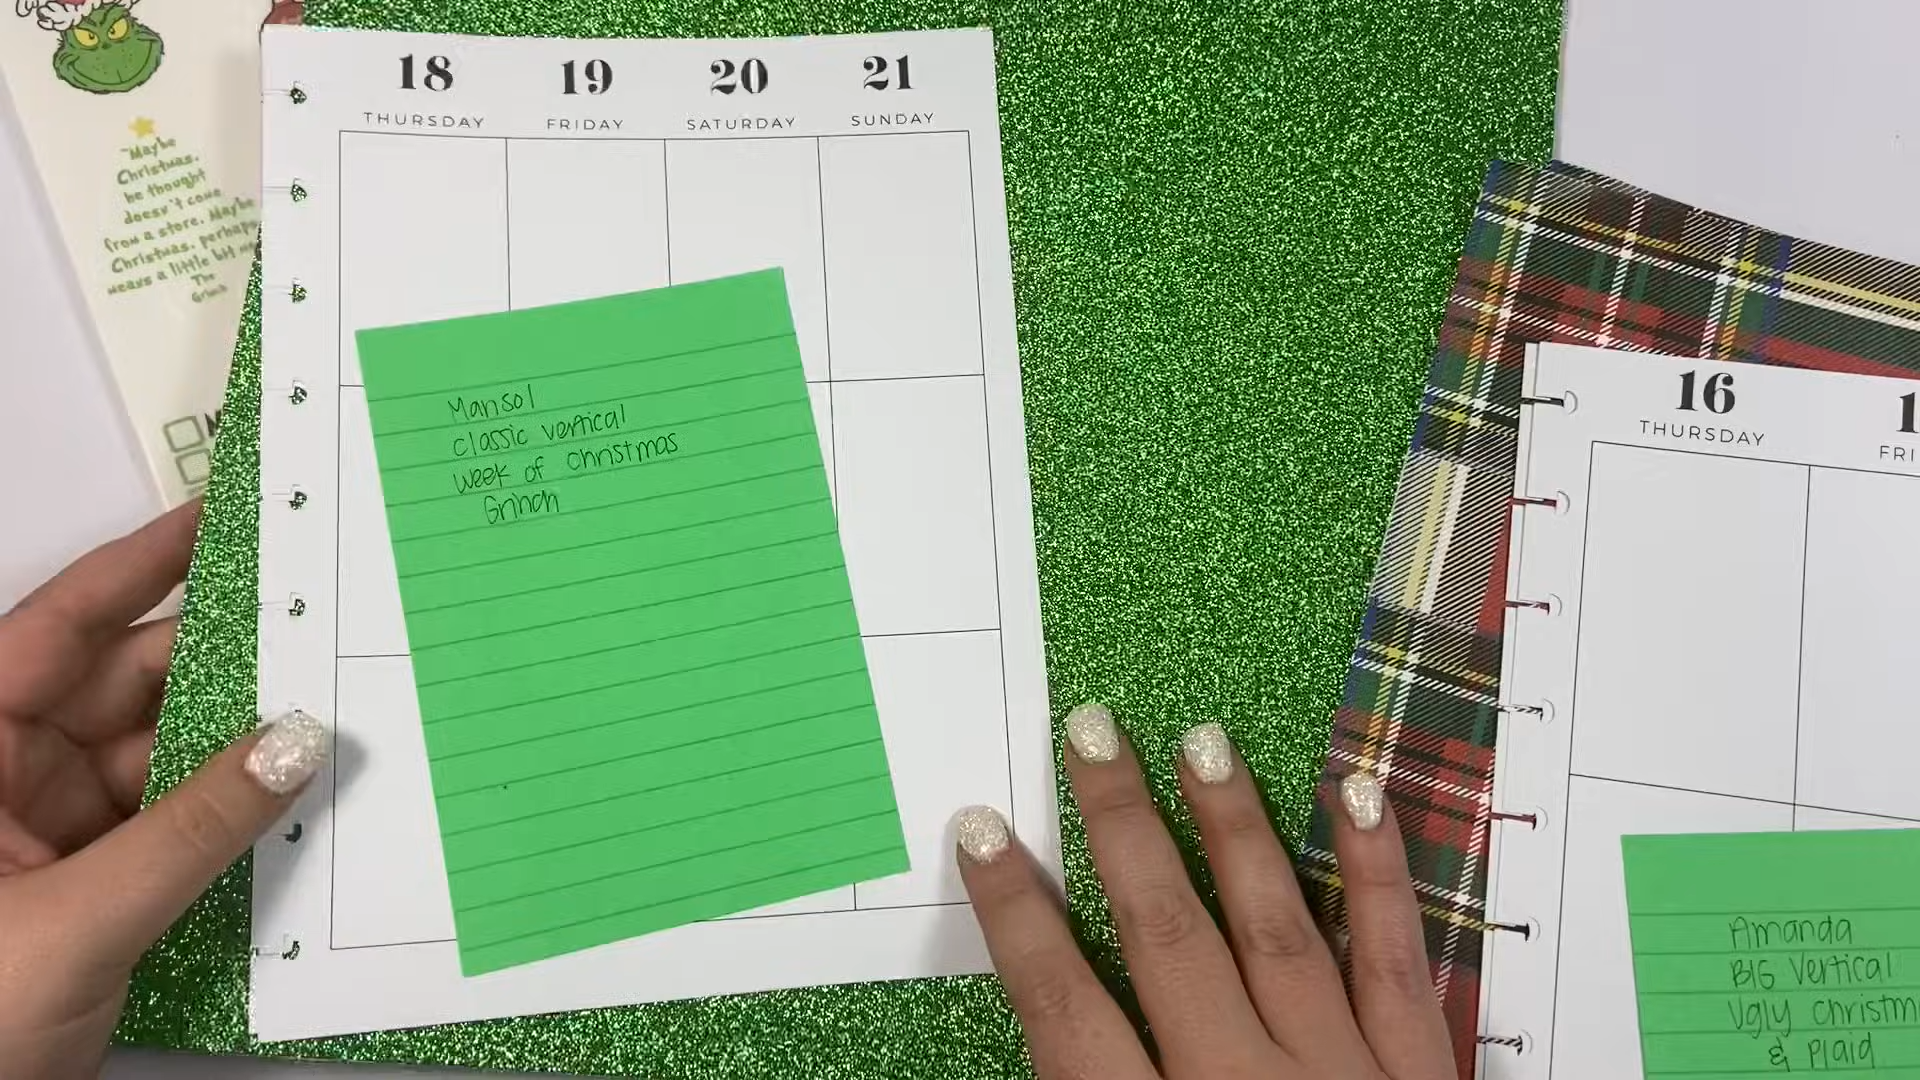 "Maybe
Christmas,
he thought
doesn't come
from a store. Maybe
Christmas, perhaps
means a little bit
The
Grinch
18 19 20 21
THURSDAY FRIDAY SATURDAY SUNDAY
Marisol
classic vertical
week of christmas
Grinch
16
THURSDAY
Amanda
BIG vertical
Ugly christm
& Plaid